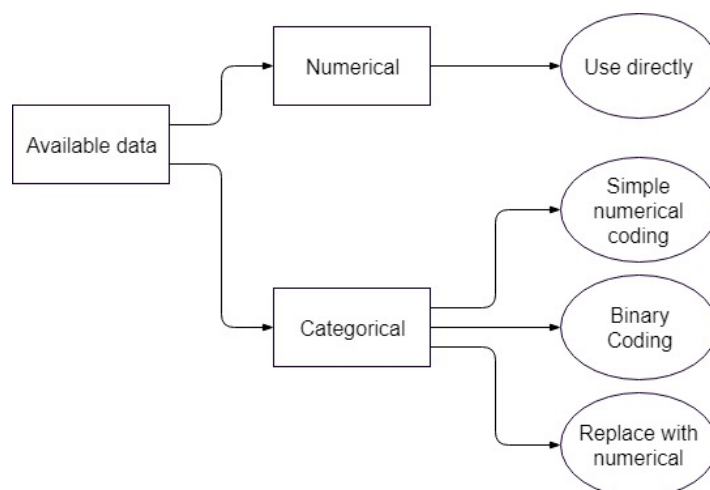 Numerical
Use directly
Available data
Simple
numerical
coding
Categorical
Binary
Coding
Replace with
numerical